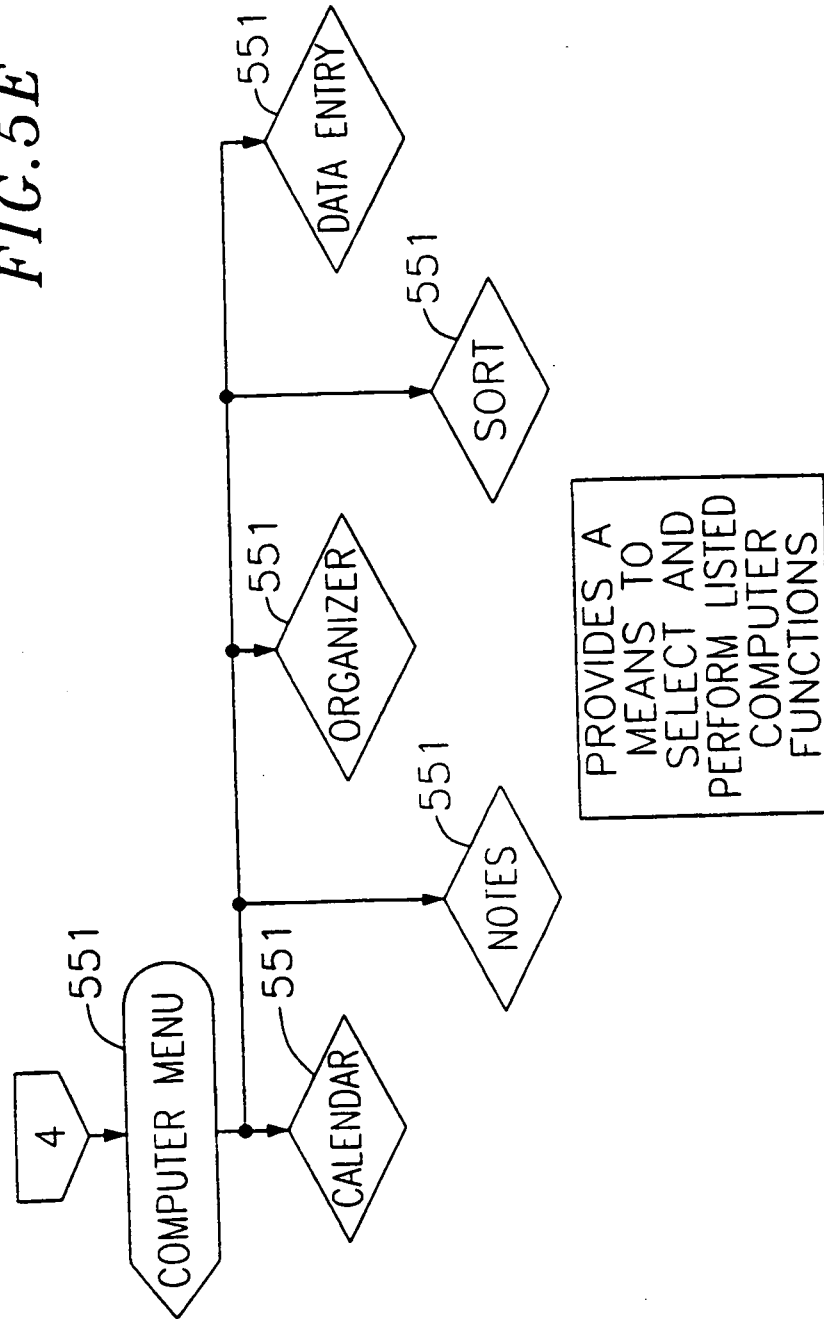 FIG. 5E
4
551
COMPUTER MENU
551
CALENDAR
551
NOTES
551
ORGANIZER
551
SORT
551
DATA ENTRY
PROVIDES A
MEANS TO
SELECT AND
PERFORM LISTED
COMPUTER
FUNCTIONS